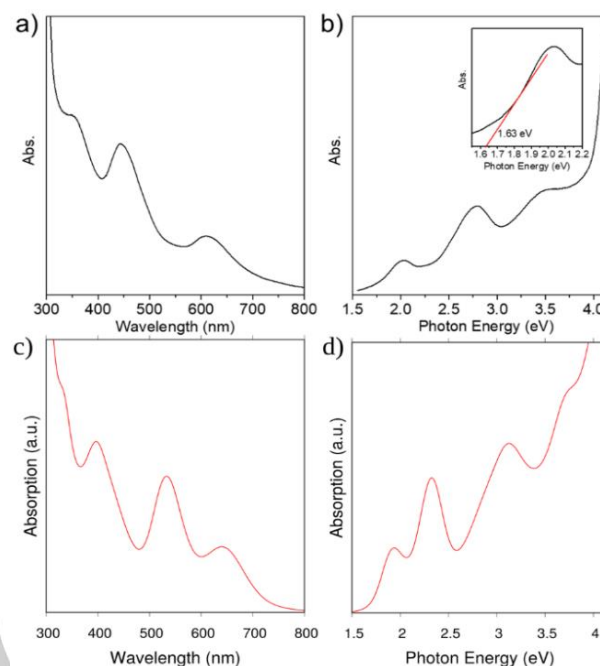 a)
Abs.
300 400 500 600 700 800
Wavelength (nm)
b)
Abs.
1.63 eV
1.6 1.7 1.8 1.9 2.0 2.1 2.2
Photon Energy (eV)
1.5 2.0 2.5 3.0 3.5 4.0
Photon Energy (eV)
c)
Absorption (a.u.)
300 400 500 600 700 800
Wavelength (nm)
d)
Absorption (a.u.)
1.5 2 2.5 3 3.5 4
Photon Energy (eV)